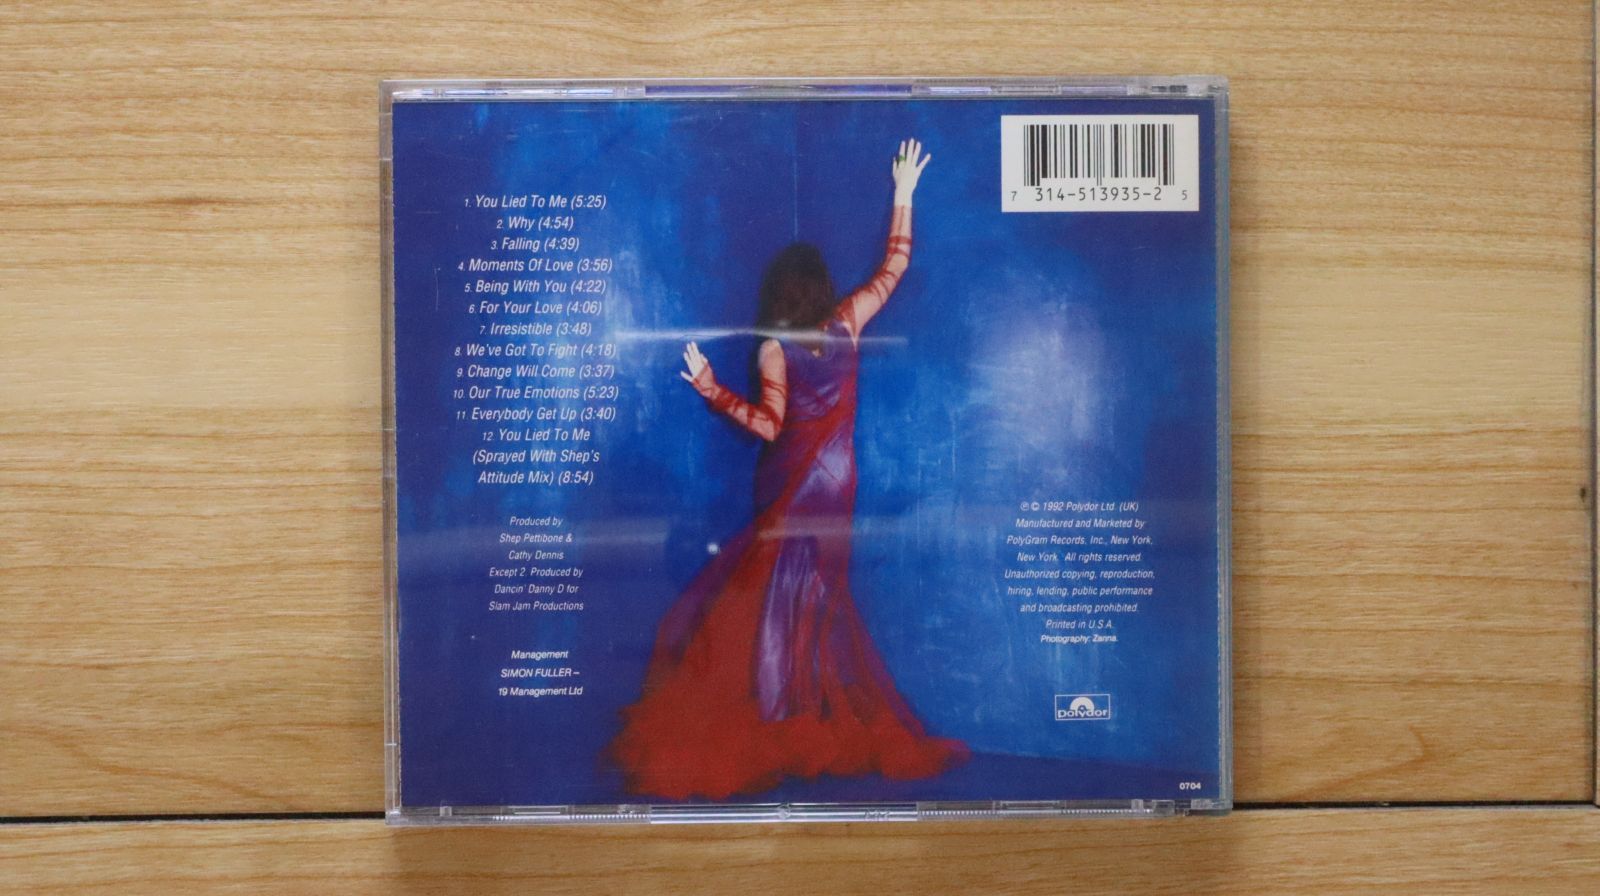 1. You Lied To Me (5:25)
2. Why (4:54)
3. Falling (4:39)
4. Moments Of Love (3:56)
5. Being With You (4:22)
6. For Your Love (4:06)
7. Irresistible (3:48)
8. We've Got To Fight (4:18)
9. Change Will Come (3:37)
10. Our True Emotions (5:23)
11. Everybody Get Up (3:40)
12. You Lied To Me
(Sprayed With Shep's
Attitude Mix) (8:54)
Produced by
Shep Pettibone &
Cathy Dennis
Except 2. Produced by
Dancin' Danny D for
Siam Jam Productions
Management
SIMON FULLER –
19 Management Ltd
7 314-513935-2 5
℗ © 1992 Polydor Ltd. (UK)
Manufactured and Marketed by
PolyGram Records, Inc., New York,
New York. All rights reserved.
Unauthorized copying, reproduction,
hiring, lending, public performance
and broadcasting prohibited.
Printed in U.S.A.
Photography: Zanna.
polydor
0704